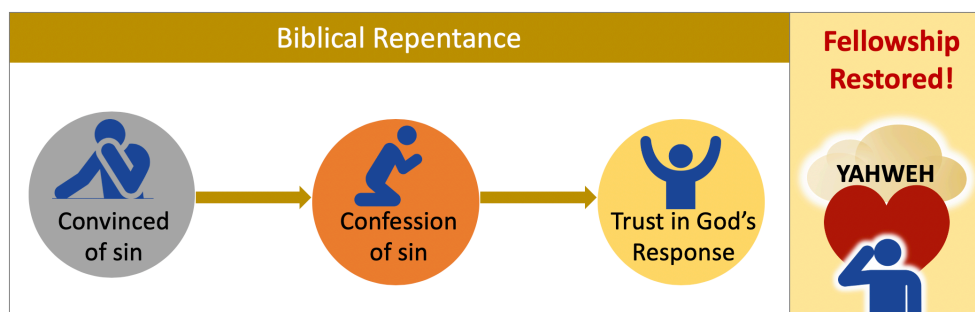 Biblical Repentance
Convinced
of sin
Confession
of sin
Trust in God's
Response
Fellowship
Restored!
YAHWEH